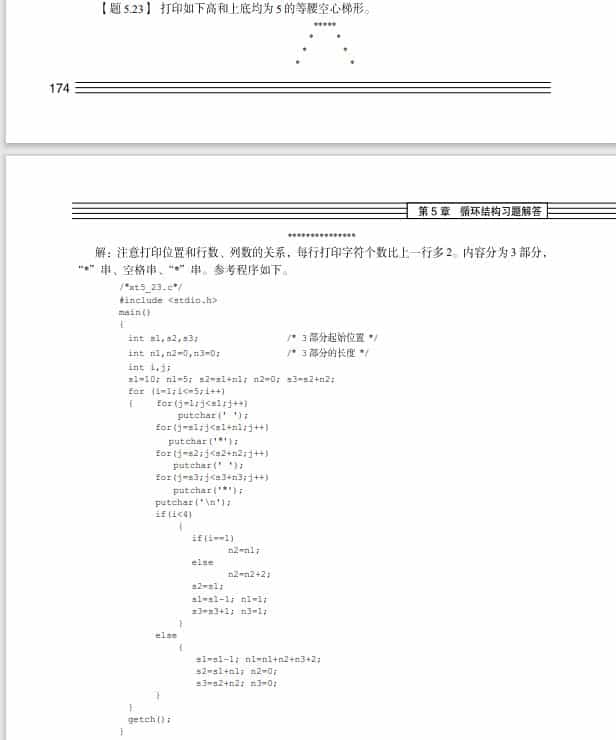 【题5.23】 打印如下高和上底均为5的等腰空心梯形。
*****
* *
* *
* *
174
第5章 循环结构习题解答
***************
解：注意打印位置和行数、列数的关系，每行打印字符个数比上一行多2。内容分为3部分，
“*”串、空格串、“*”串。参考程序如下。
/*xt5_23.c*/
#include <stdio.h>
main()
{
int s1,s2,s3; /* 3部分起始位置 */
int n1,n2=0,n3=0; /* 3部分的长度 */
int i,j;
s1=10; n1=5; s2=s1+n1; n2=0; s3=s2+n2;
for (i=1;i<=5;i++)
{ for(j=1;j<s1;j++)
putchar(' ');
for(j=s1;j<s1+n1;j++)
putchar('*');
for(j=s2;j<s2+n2;j++)
putchar(' ');
for(j=s3;j<s3+n3;j++)
putchar('*');
putchar('\n');
if(i<4)
{
if(i==1)
n2=n1;
else
n2=n2+2;
s2=s1;
s1=s1-1; n1=1;
s3=s3+1; n3=1;
}
else
{
s1=s1-1; n1=n1+n2+n3+2;
s2=s1+n1; n2=0;
s3=s2+n2; n3=0;
}
}
getch();
}